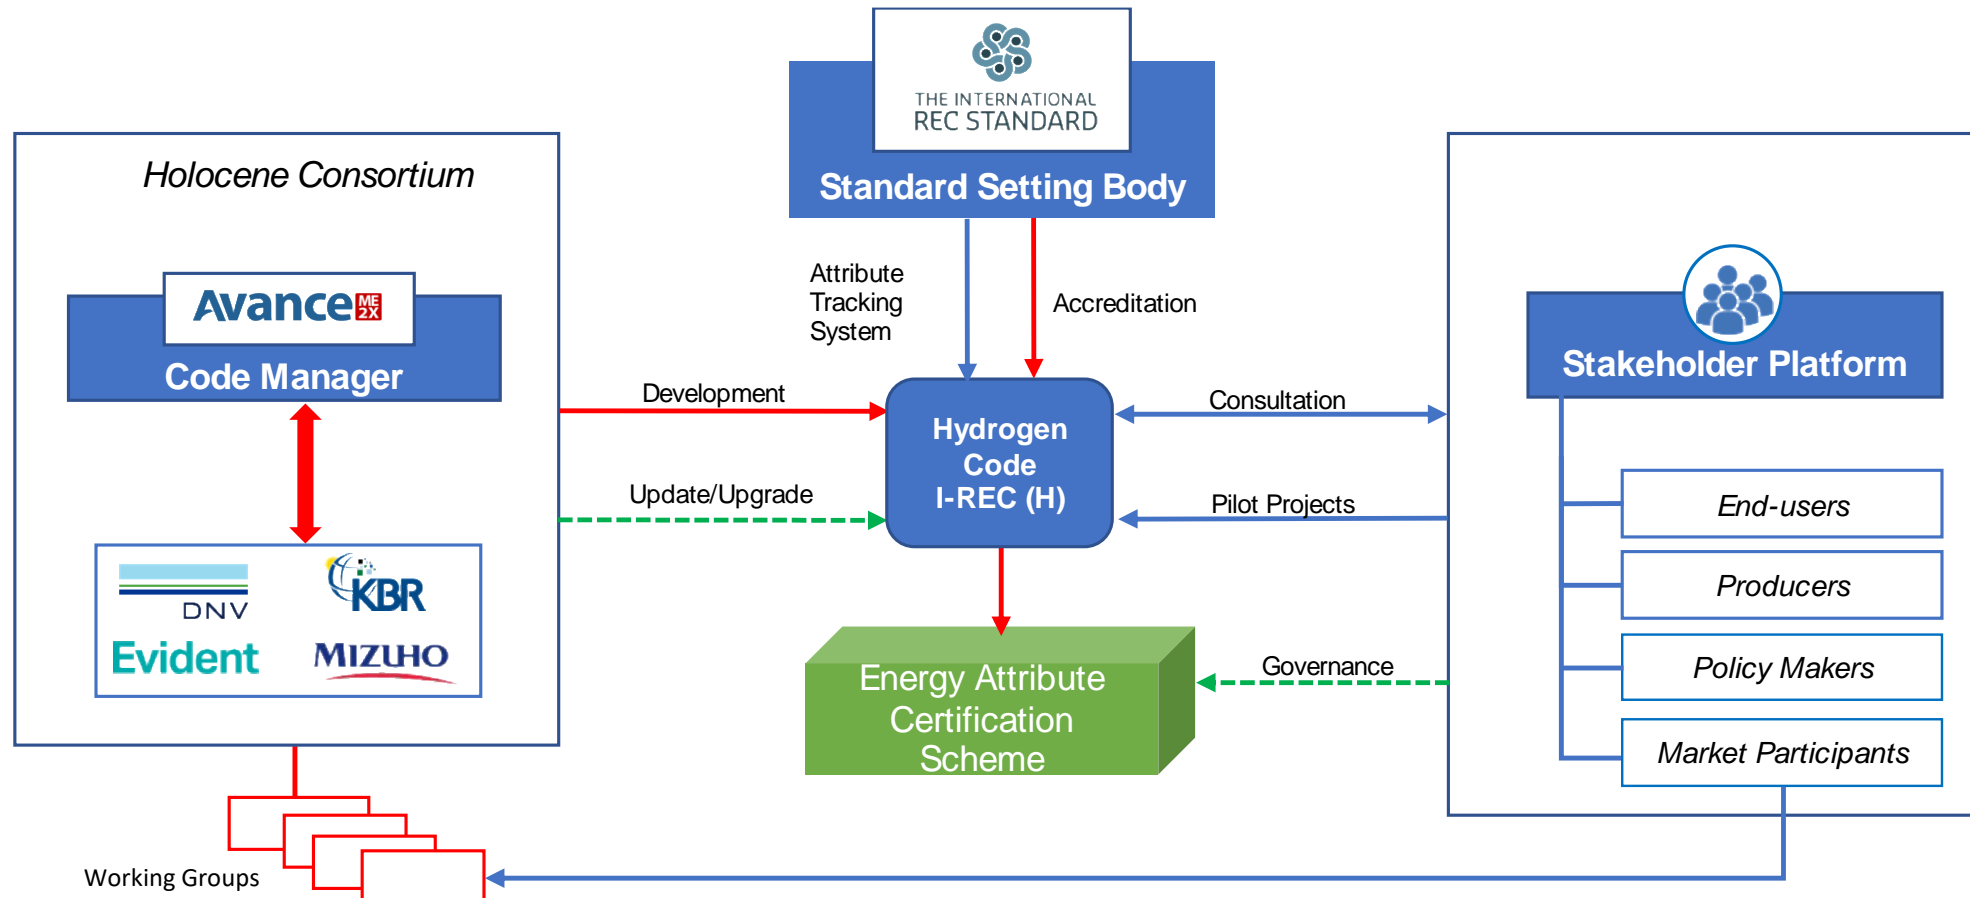 THE INTERNATIONAL
REC STANDARD
Standard Setting Body
Holocene Consortium
Avance ME
2X
Code Manager
DNV
KBR
Evident
MIZUHO
Working Groups
Attribute
Tracking
System
Accreditation
Development
Update/Upgrade
Hydrogen
Code
I-REC (H)
Consultation
Pilot Projects
Energy Attribute
Certification
Scheme
Governance
Stakeholder Platform
End-users
Producers
Policy Makers
Market Participants